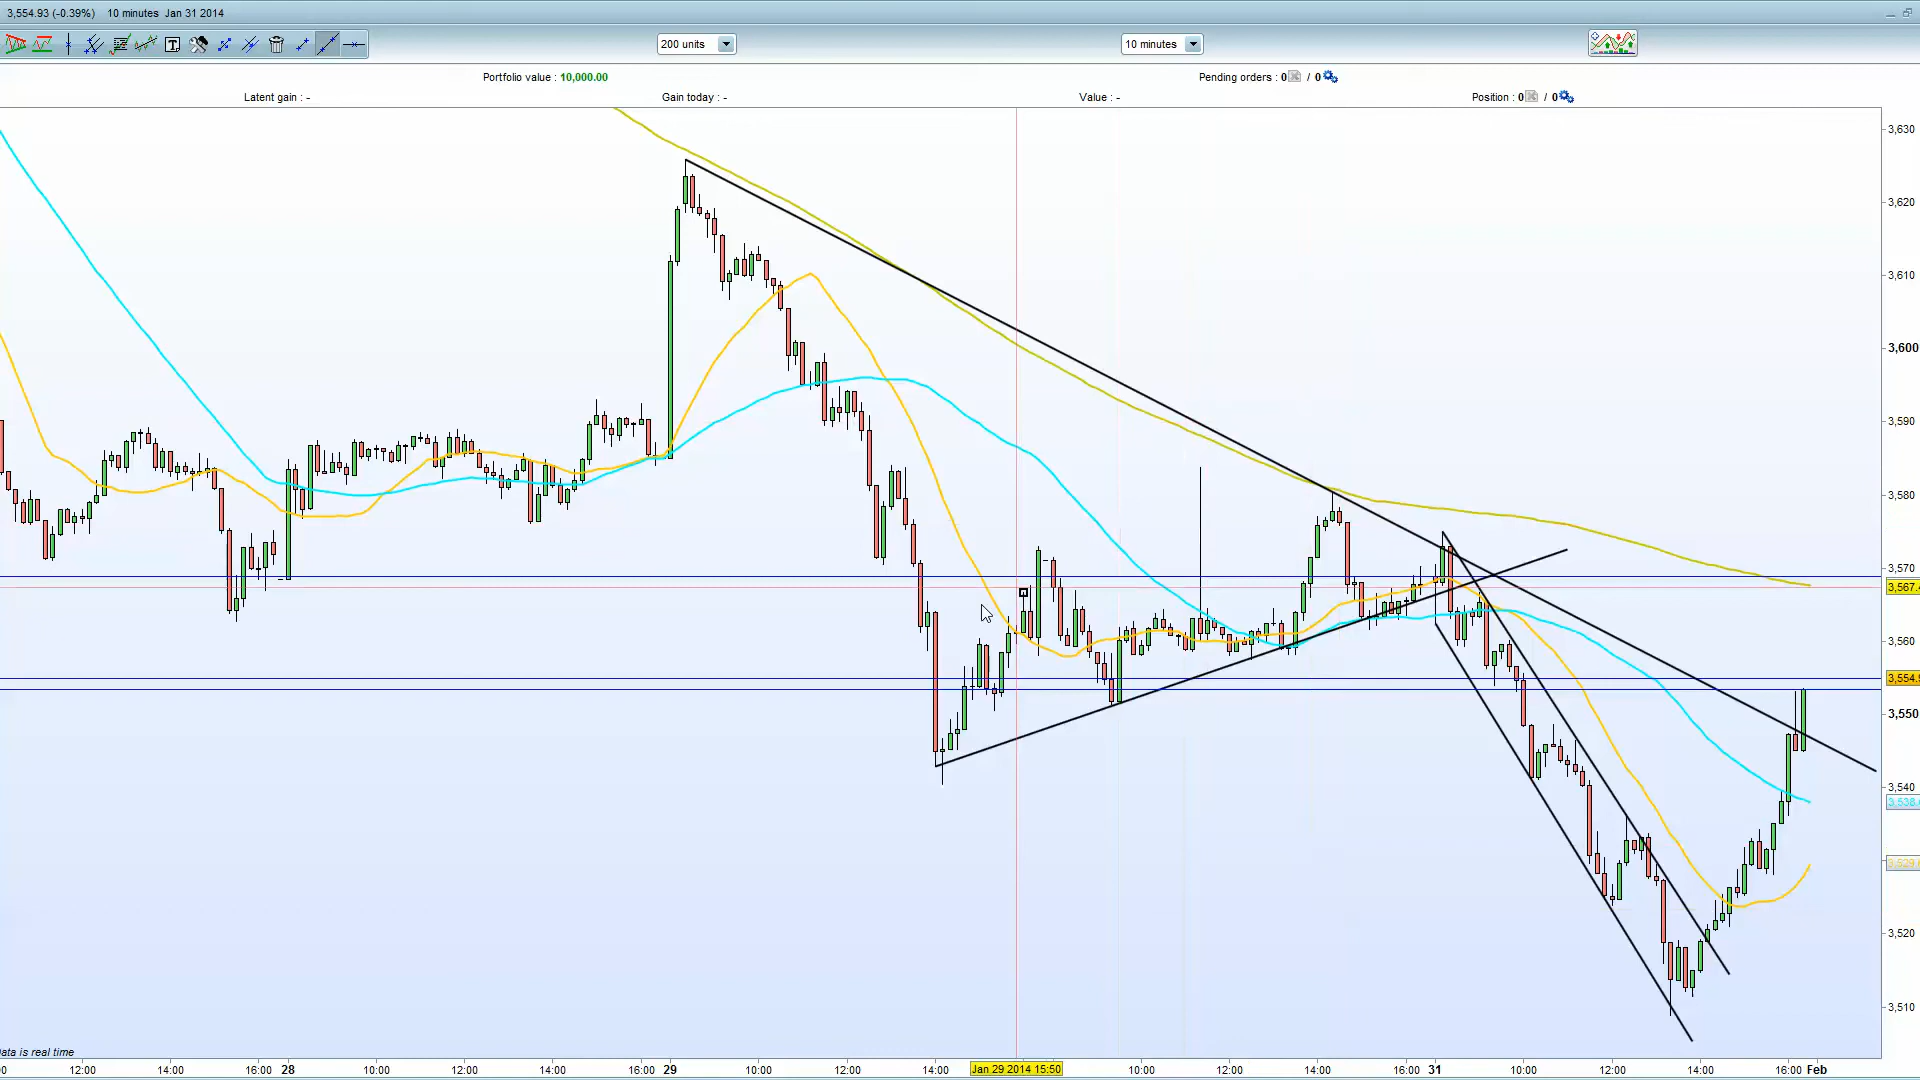 3,554.93 (-0.39%) 10 minutes Jan 31 2014
T
200 units 10 minutes
Portfolio value : 10,000.00 Pending orders : 0 / 0
Latent gain : - Gain today : - Value : - Position : 0 / 0
3,630
3,620
3,610
3,600
3,590
3,580
3,570
3,567.
3,560
3,554.9
3,550
3,540
3,538.
3,529.
3,520
3,510
ata is real time
12:00 14:00 16:00 28 10:00 12:00 14:00 16:00 29 10:00 12:00 14:00 Jan 29 2014 15:50 10:00 12:00 14:00 16:00 31 10:00 12:00 14:00 16:00 Feb